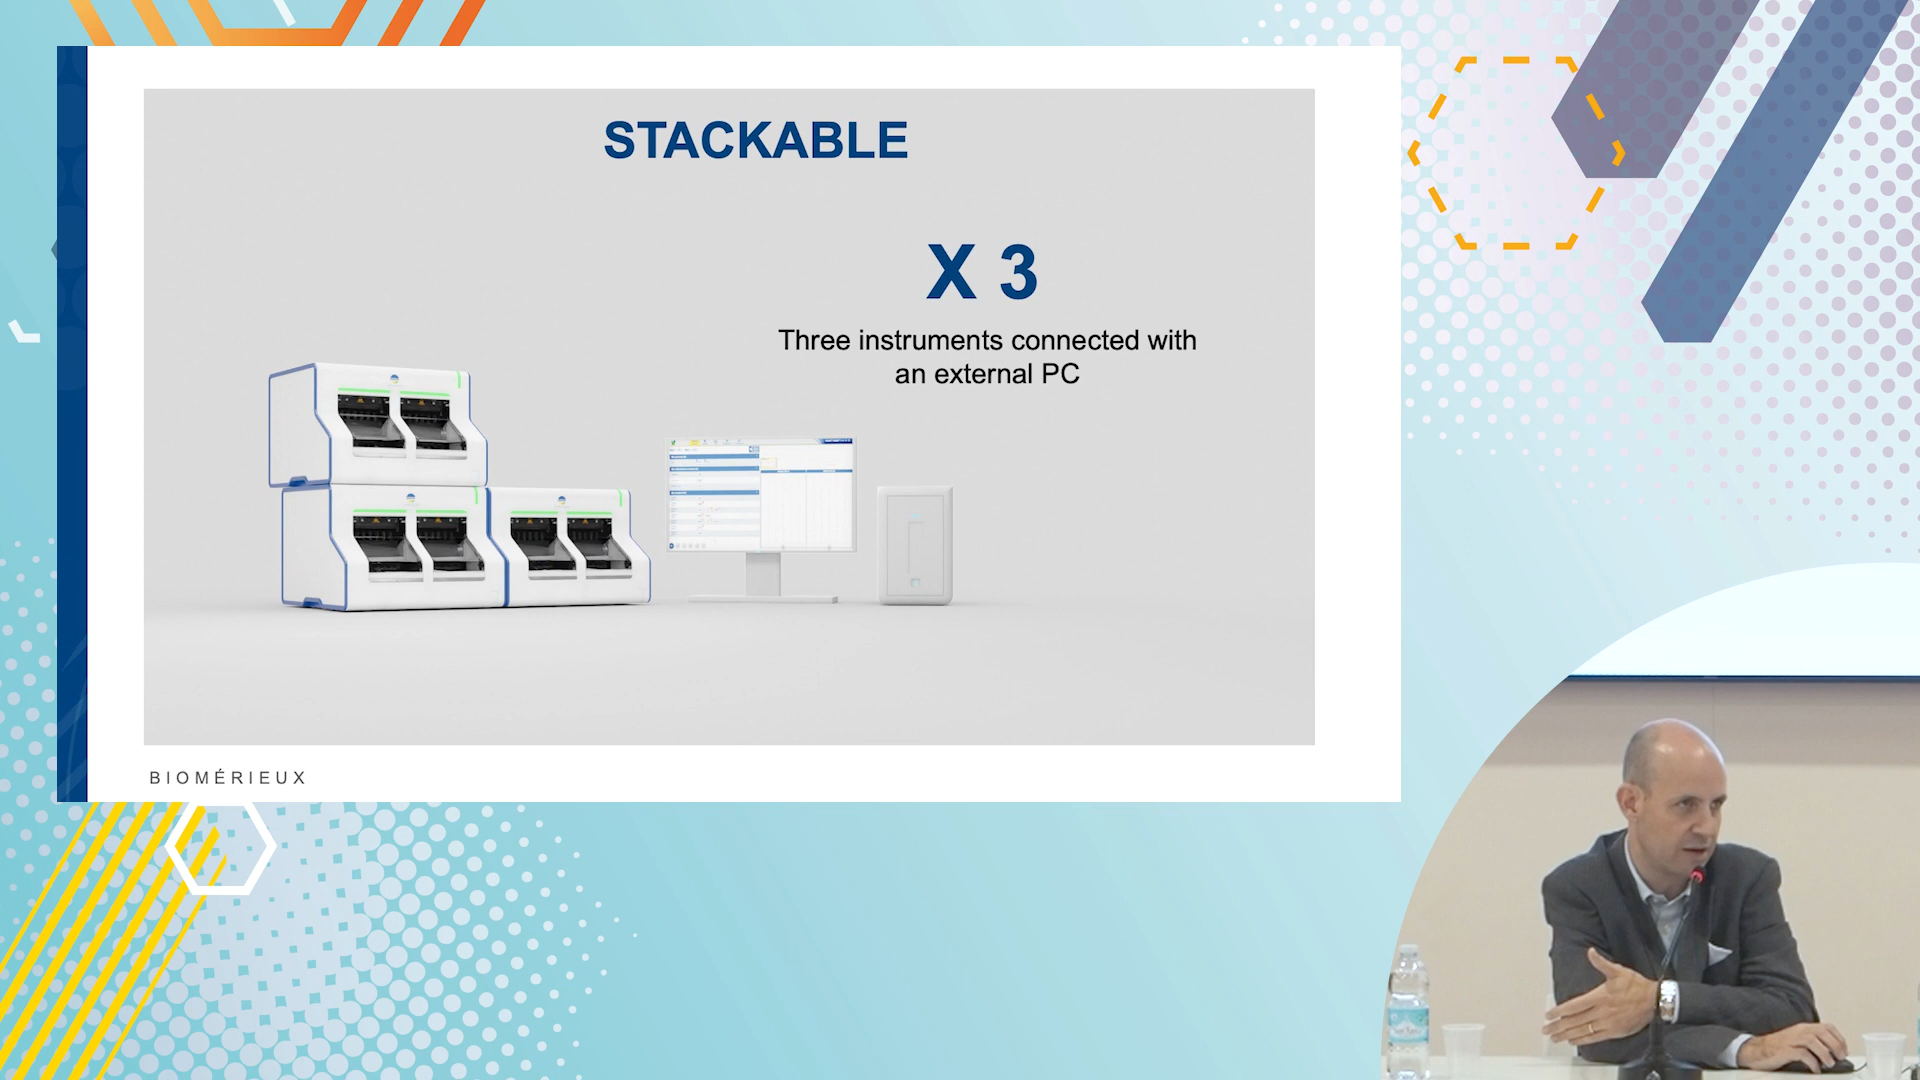 STACKABLE
X 3
Three instruments connected with
an external PC
BIOMÉRIEUX